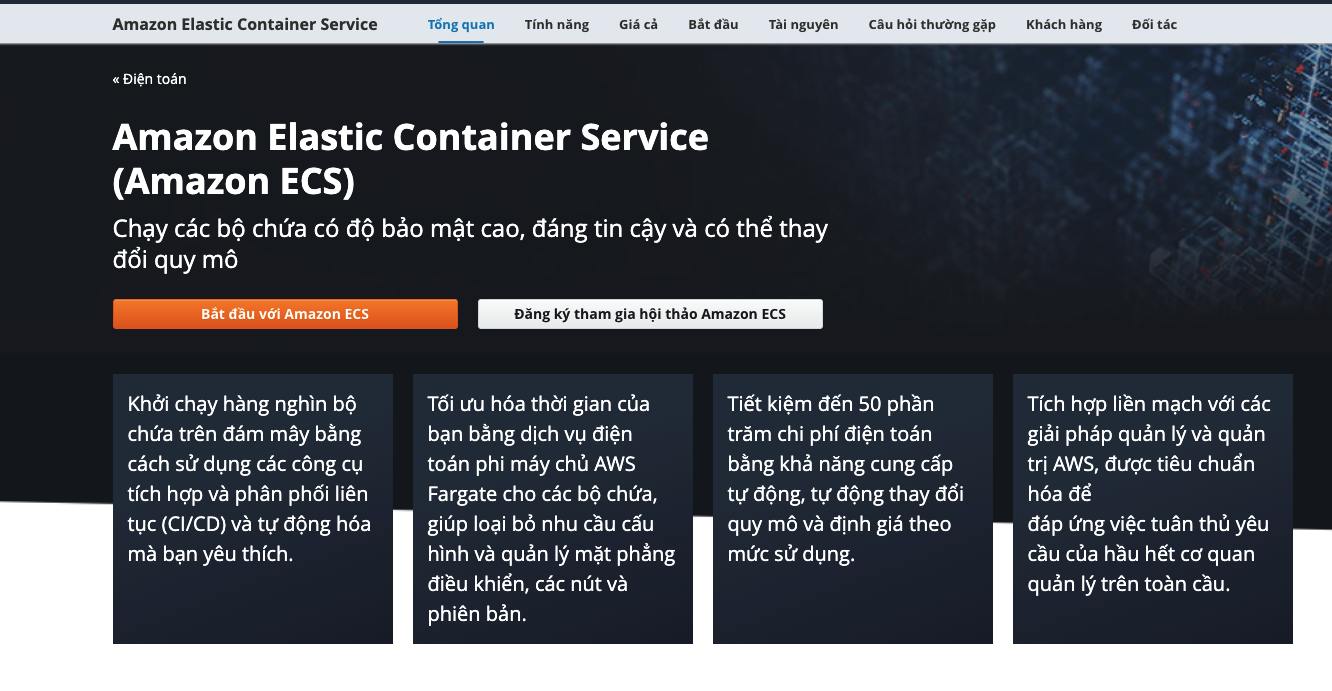 Amazon Elastic Container Service
Tổng quan
Tính năng
Giá cả
Bắt đầu
Tài nguyên
Câu hỏi thường gặp
Khách hàng
Đối tác
« Điện toán
Amazon Elastic Container Service
(Amazon ECS)
Chạy các bộ chứa có độ bảo mật cao, đáng tin cậy và có thể thay
đổi quy mô
Bắt đầu với Amazon ECS
Đăng ký tham gia hội thảo Amazon ECS
Khởi chạy hàng nghìn bộ
chứa trên đám mây bằng
cách sử dụng các công cụ
tích hợp và phân phối liên
tục (CI/CD) và tự động hóa
mà bạn yêu thích.
Tối ưu hóa thời gian của
bạn bằng dịch vụ điện
toán phi máy chủ AWS
Fargate cho các bộ chứa,
giúp loại bỏ nhu cầu cấu
hình và quản lý mặt phẳng
điều khiển, các nút và
phiên bản.
Tiết kiệm đến 50 phần
trăm chi phí điện toán
bằng khả năng cung cấp
tự động, tự động thay đổi
quy mô và định giá theo
mức sử dụng.
Tích hợp liền mạch với các
giải pháp quản lý và quản
trị AWS, được tiêu chuẩn
hóa để
đáp ứng việc tuân thủ yêu
cầu của hầu hết cơ quan
quản lý trên toàn cầu.